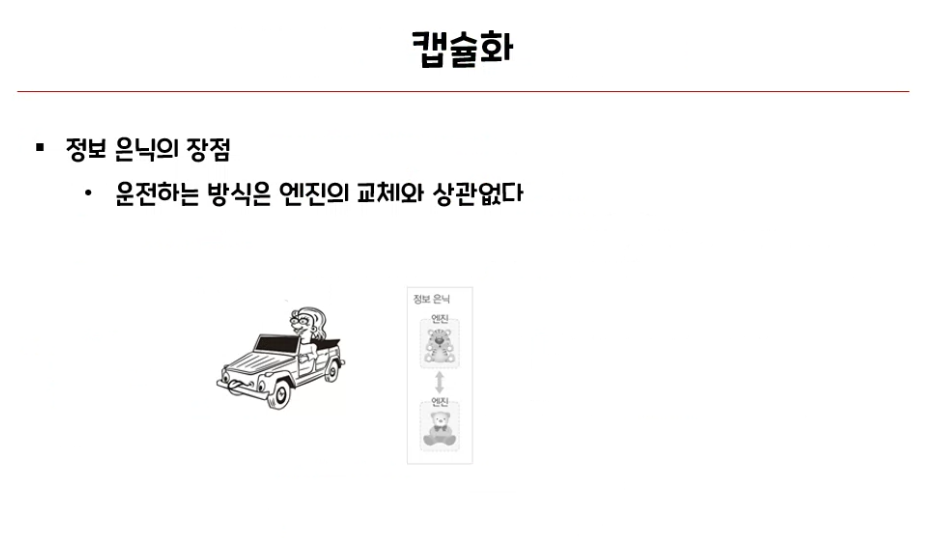 캡슐화
▪ 정보 은닉의 장점
• 운전하는 방식은 엔진의 교체와 상관없다
정보 은닉
엔진
엔진